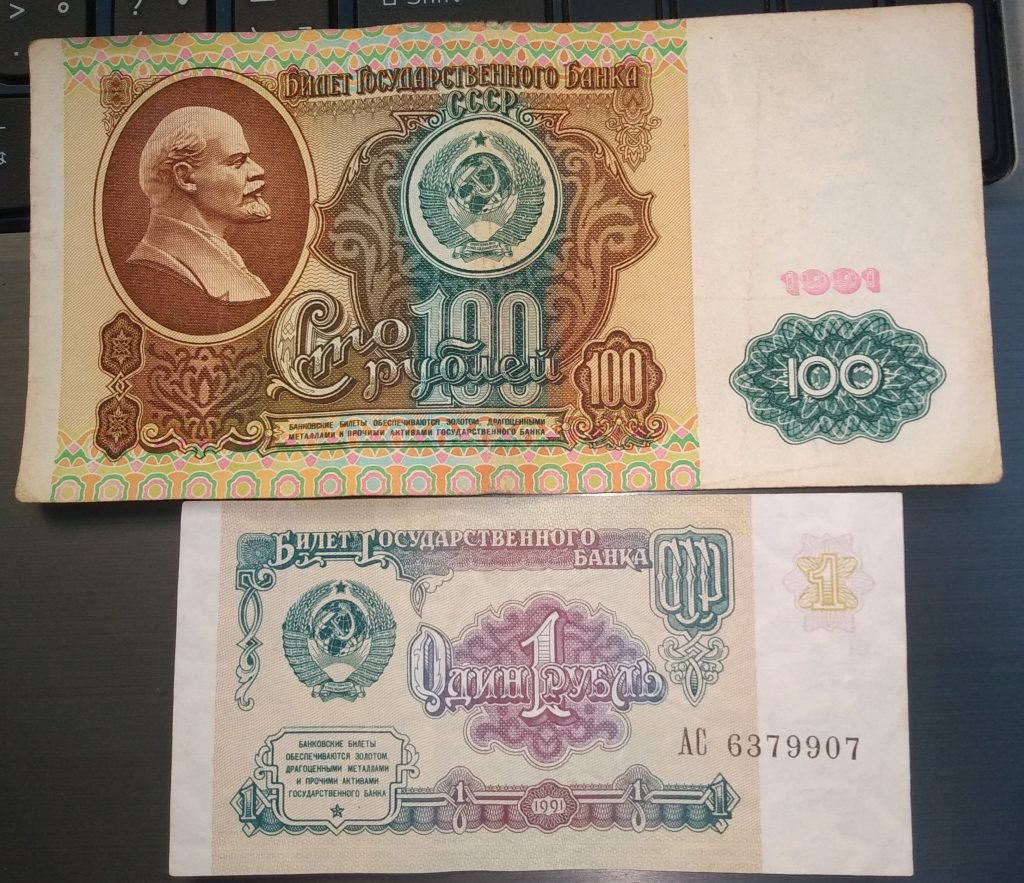 Shift
Билет Государственного Банка
СССР
100
Сто
рублей
100
1991
100
Банковские билеты обеспечиваются золотом, драгоценными
металлами и прочими активами Государственного банка
Билет Государственного
Банка
СССР
1
1
Один рубль
АС 6379907
Банковские билеты
обеспечиваются золотом,
драгоценными металлами
и прочими активами
Государственного банка
1
1
1991
1
1